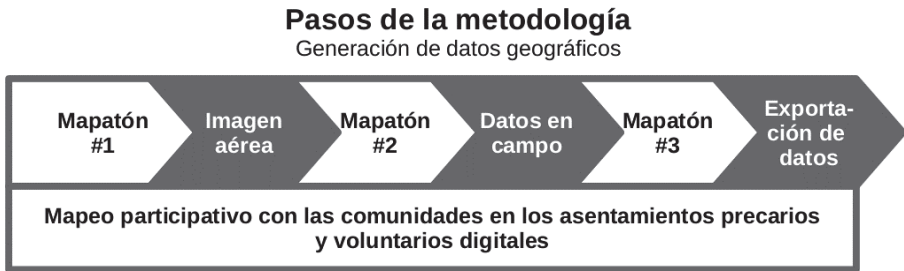 Pasos de la metodología
Generación de datos geográficos
Mapatón
#1
Imagen
aérea
Mapatón
#2
Datos en
campo
Mapatón
#3
Exporta-
ción de
datos
Mapeo participativo con las comunidades en los asentamientos precarios
y voluntarios digitales